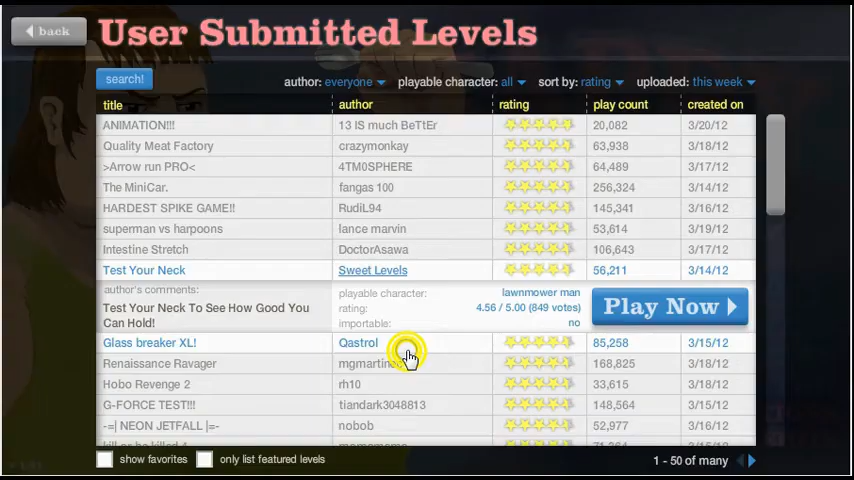 back
User Submitted Levels
search!
author: everyone playable character: all sort by: rating uploaded: this week
title author rating play count created on
ANIMATION!!! 13 IS much BeTtEr 20,082 3/20/12
Quality Meat Factory crazymonkay 63,938 3/18/12
>Arrow run PRO< 4TM0SPHERE 64,489 3/17/12
The MiniCar. fangas 100 256,324 3/14/12
HARDEST SPIKE GAME!! RudiL94 145,341 3/16/12
superman vs harpoons lance marvin 53,614 3/19/12
Intestine Stretch DoctorAsawa 106,643 3/17/12
Test Your Neck Sweet Levels 56,211 3/14/12
author's comments:
Test Your Neck To See How Good You
Can Hold!
playable character: lawnmower man
rating: 4.56 / 5.00 (849 votes)
importable: no
Play Now
Glass breaker XL! Qastrol 85,258 3/15/12
Renaissance Ravager 168,825 3/18/12
Hobo Revenge 2 rh10 33,615 3/18/12
G-FORCE TEST!!! tiandark3048813 148,564 3/15/12
-=| NEON JETFALL |=- nobob 52,977 3/16/12
show favorites only list featured levels 1 - 50 of many